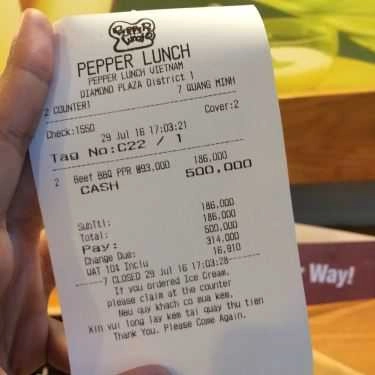 PEPPER LUNCH
PEPPER LUNCH
PEPPER LUNCH VIETNAM
DIAMOND PLAZA District 1
2 COUNTER1 7 QUANG MINH
Check:1550 Cover:2
29 Jul 16 17:03:21
Tag No:C22 / 1
2 Beef BBQ PPR @93,000 186,000
CASH 500,000
SubTtl: 186,000
Total: 186,000
Pay: 500,000
Change Due: 314,000
VAT 10% Inclu 16,910
7 CLOSED 29 Jul 16 17:03:28
If you ordered Ice Cream,
please claim at the counter
Neu quy khach co mua kem,
Xin vui long lay kem tai quay thu tien
Thank You. Please Come Again.
r Way!